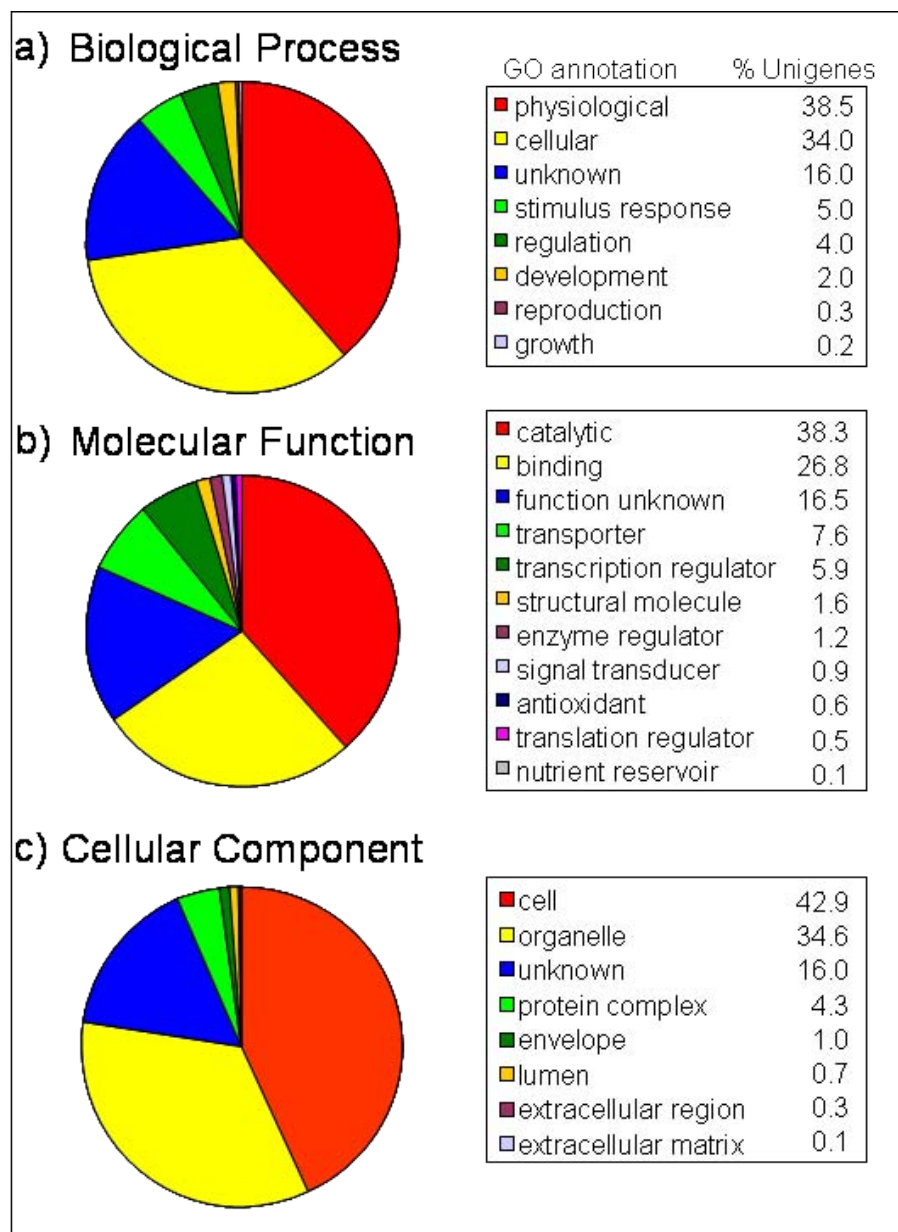 a) Biological Process
GO annotation % Unigenes
physiological 38.5
cellular 34.0
unknown 16.0
stimulus response 5.0
regulation 4.0
development 2.0
reproduction 0.3
growth 0.2
b) Molecular Function
catalytic 38.3
binding 26.8
function unknown 16.5
transporter 7.6
transcription regulator 5.9
structural molecule 1.6
enzyme regulator 1.2
signal transducer 0.9
antioxidant 0.6
translation regulator 0.5
nutrient reservoir 0.1
c) Cellular Component
cell 42.9
organelle 34.6
unknown 16.0
protein complex 4.3
envelope 1.0
lumen 0.7
extracellular region 0.3
extracellular matrix 0.1